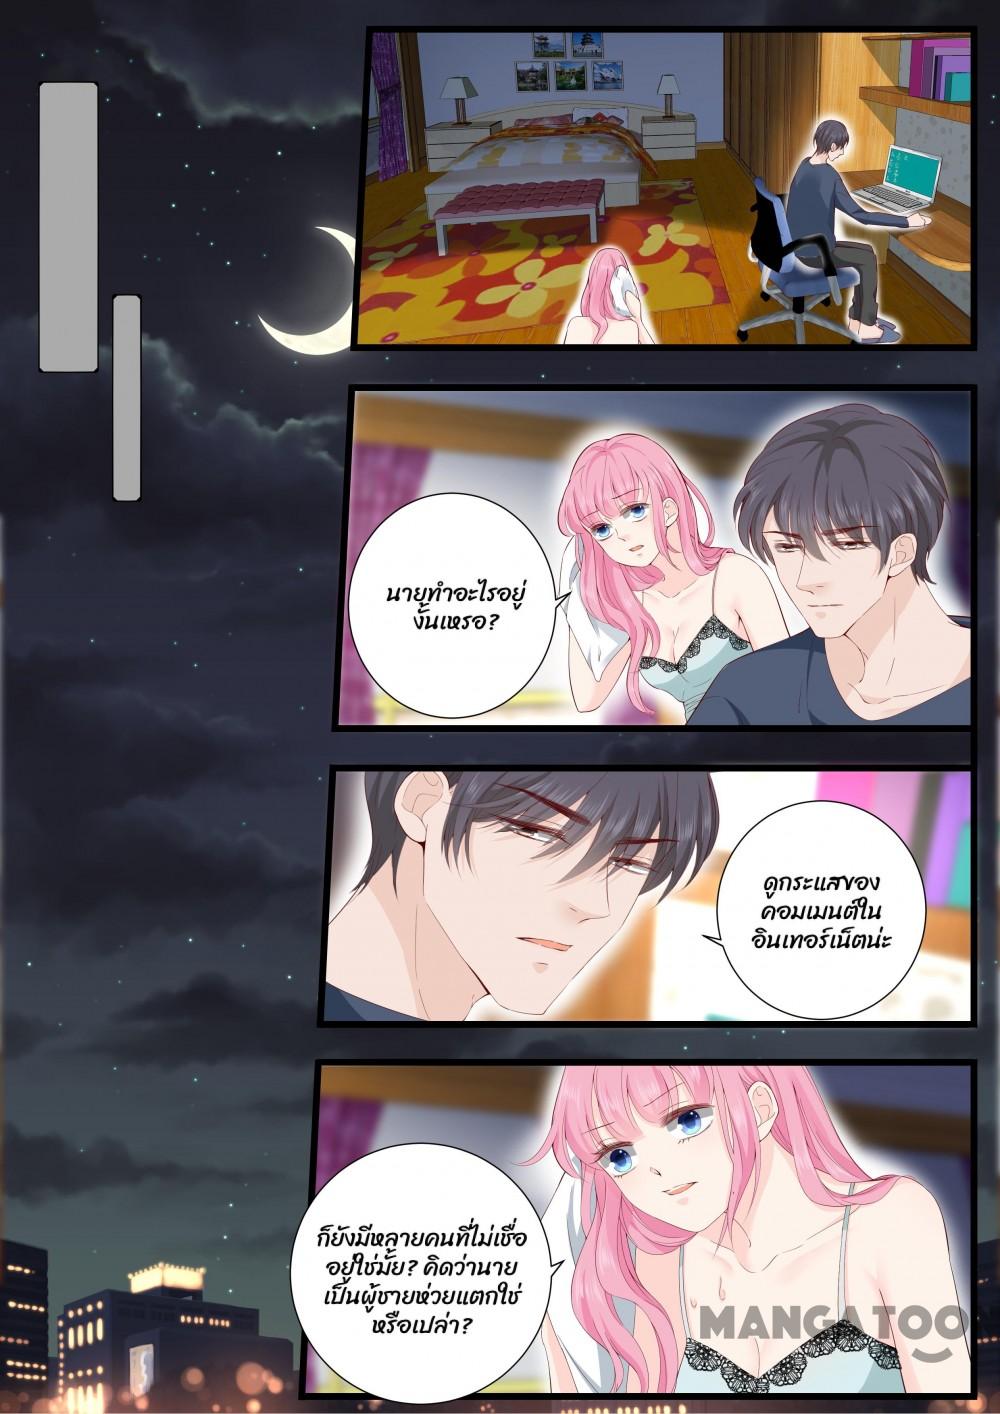 นายทำอะไรอยู่
งั้นเหรอ?
ดูกระแสของ
คอมเมนต์ใน
อินเทอร์เน็ตน่ะ
ก็ยังมีหลายคนที่ไม่เชื่อ
อยู่ใช่มั้ย? คิดว่านาย
เป็นผู้ชายห่วยแตกใช่
หรือเปล่า?
MANGATOON